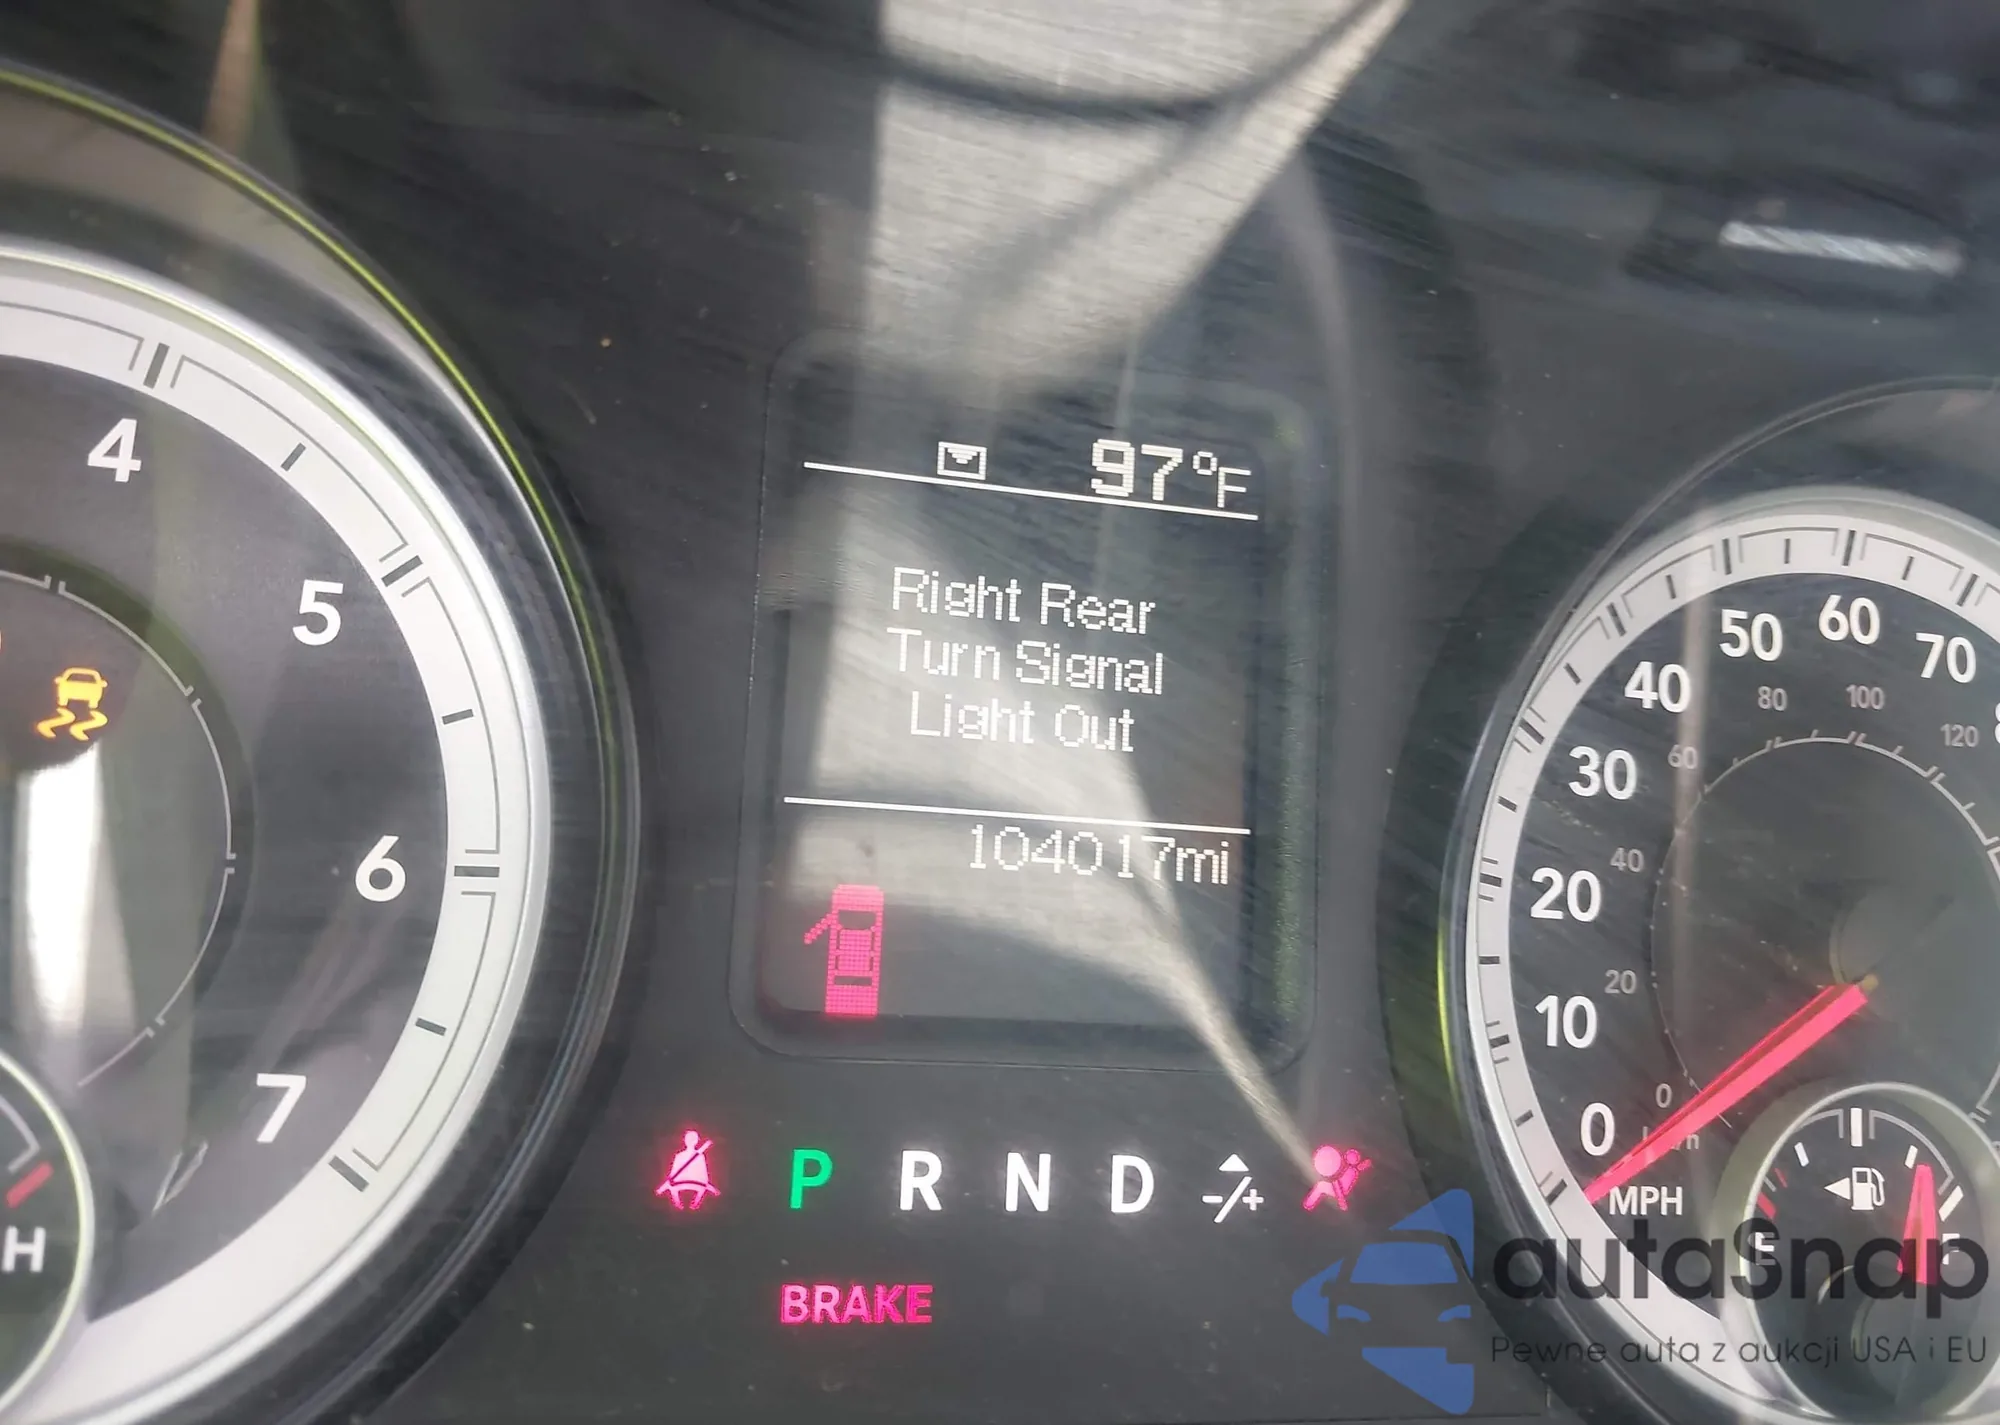 97°F
Right Rear
Turn Signal
Light Out
104017mi
4
5
6
7
H
P R N D -/+
BRAKE
0 10 20 30 40 50 60 70
0 20 40 60 80 100 120
MPH
E F
autaSnap
Pewne auta z aukcji USA i EU